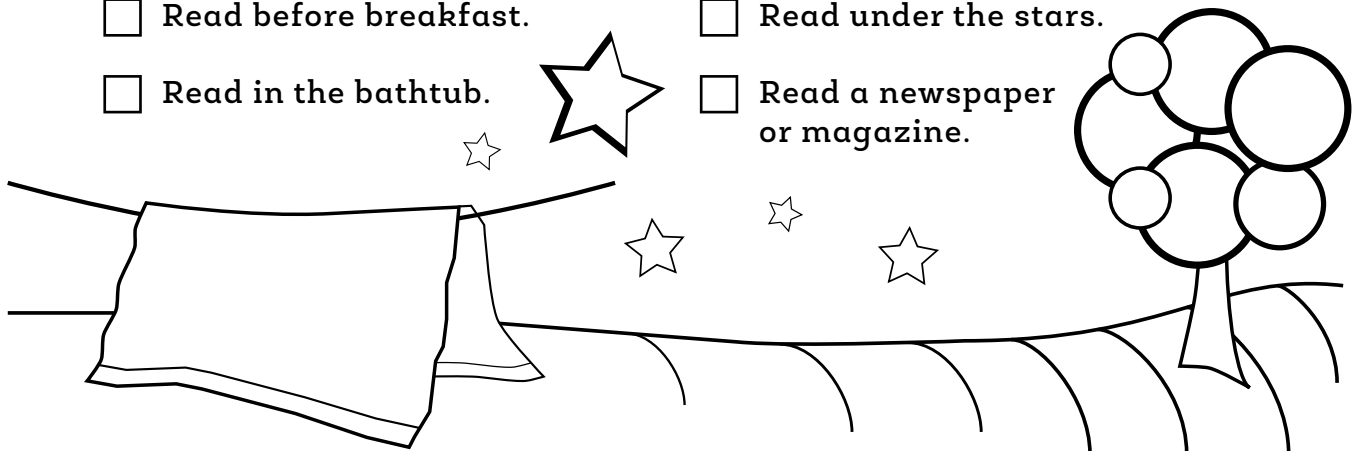 Read before breakfast.
Read in the bathtub.
Read under the stars.
Read a newspaper
or magazine.